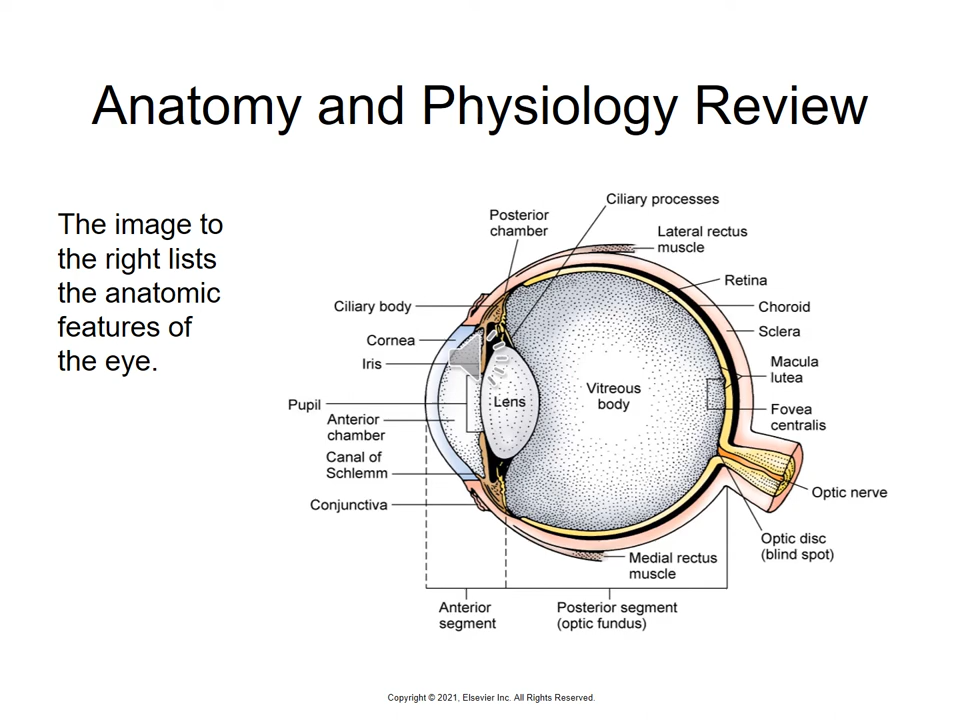 Anatomy and Physiology Review
The image to
the right lists
the anatomic
features of
the eye.
Ciliary processes
Posterior
chamber
Lateral rectus
muscle
Retina
Ciliary body
Choroid
Sclera
Cornea
Iris
Macula
lutea
Pupil
Lens
Vitreous
body
Anterior
chamber
Fovea
centralis
Canal of
Schlemm
Conjunctiva
Optic nerve
Optic disc
(blind spot)
Medial rectus
muscle
Anterior
segment
Posterior segment
(optic fundus)
Copyright © 2021, Elsevier Inc. All Rights Reserved.